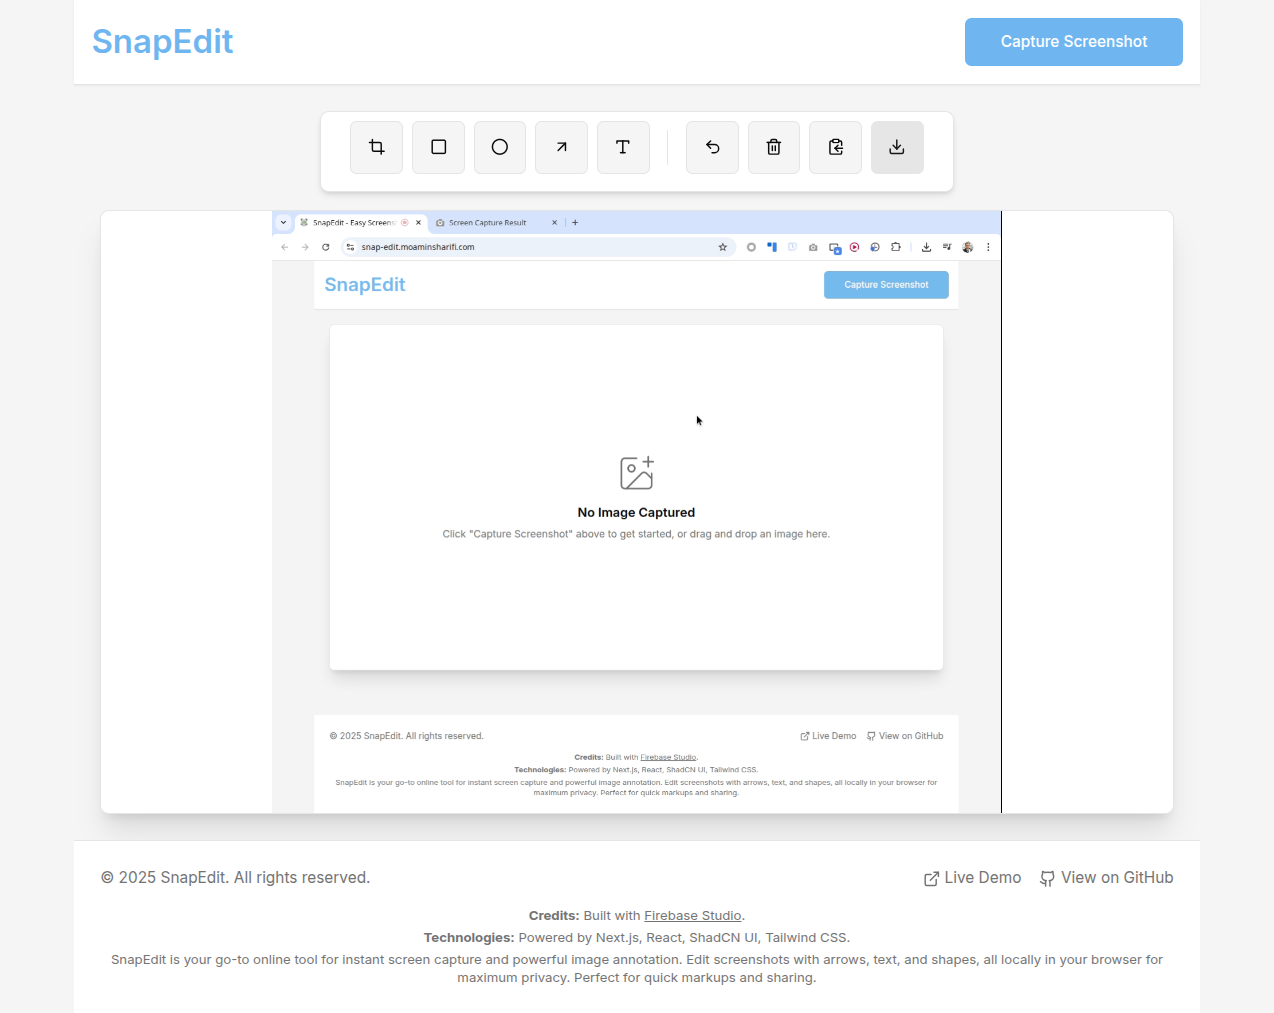 SnapEdit
Capture Screenshot
SnapEdit - Easy Screens
Screen Capture Result
snap-edit.moaminsharifi.com
SnapEdit
Capture Screenshot
No Image Captured
Click "Capture Screenshot" above to get started, or drag and drop an image here.
© 2025 SnapEdit. All rights reserved.
Live Demo
View on GitHub
Credits: Built with Firebase Studio.
Technologies: Powered by Next.js, React, ShadCN UI, Tailwind CSS.
SnapEdit is your go-to online tool for instant screen capture and powerful image annotation. Edit screenshots with arrows, text, and shapes, all locally in your browser for
maximum privacy. Perfect for quick markups and sharing.
© 2025 SnapEdit. All rights reserved.
Live Demo
View on GitHub
Credits: Built with Firebase Studio.
Technologies: Powered by Next.js, React, ShadCN UI, Tailwind CSS.
SnapEdit is your go-to online tool for instant screen capture and powerful image annotation. Edit screenshots with arrows, text, and shapes, all locally in your browser for
maximum privacy. Perfect for quick markups and sharing.